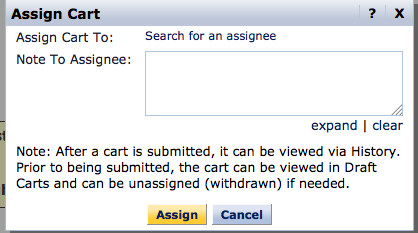 Assign Cart ? X
Assign Cart To: Search for an assignee
Note To Assignee:
expand | clear
Note: After a cart is submitted, it can be viewed via History.
Prior to being submitted, the cart can be viewed in Draft
Carts and can be unassigned (withdrawn) if needed.
Assign Cancel